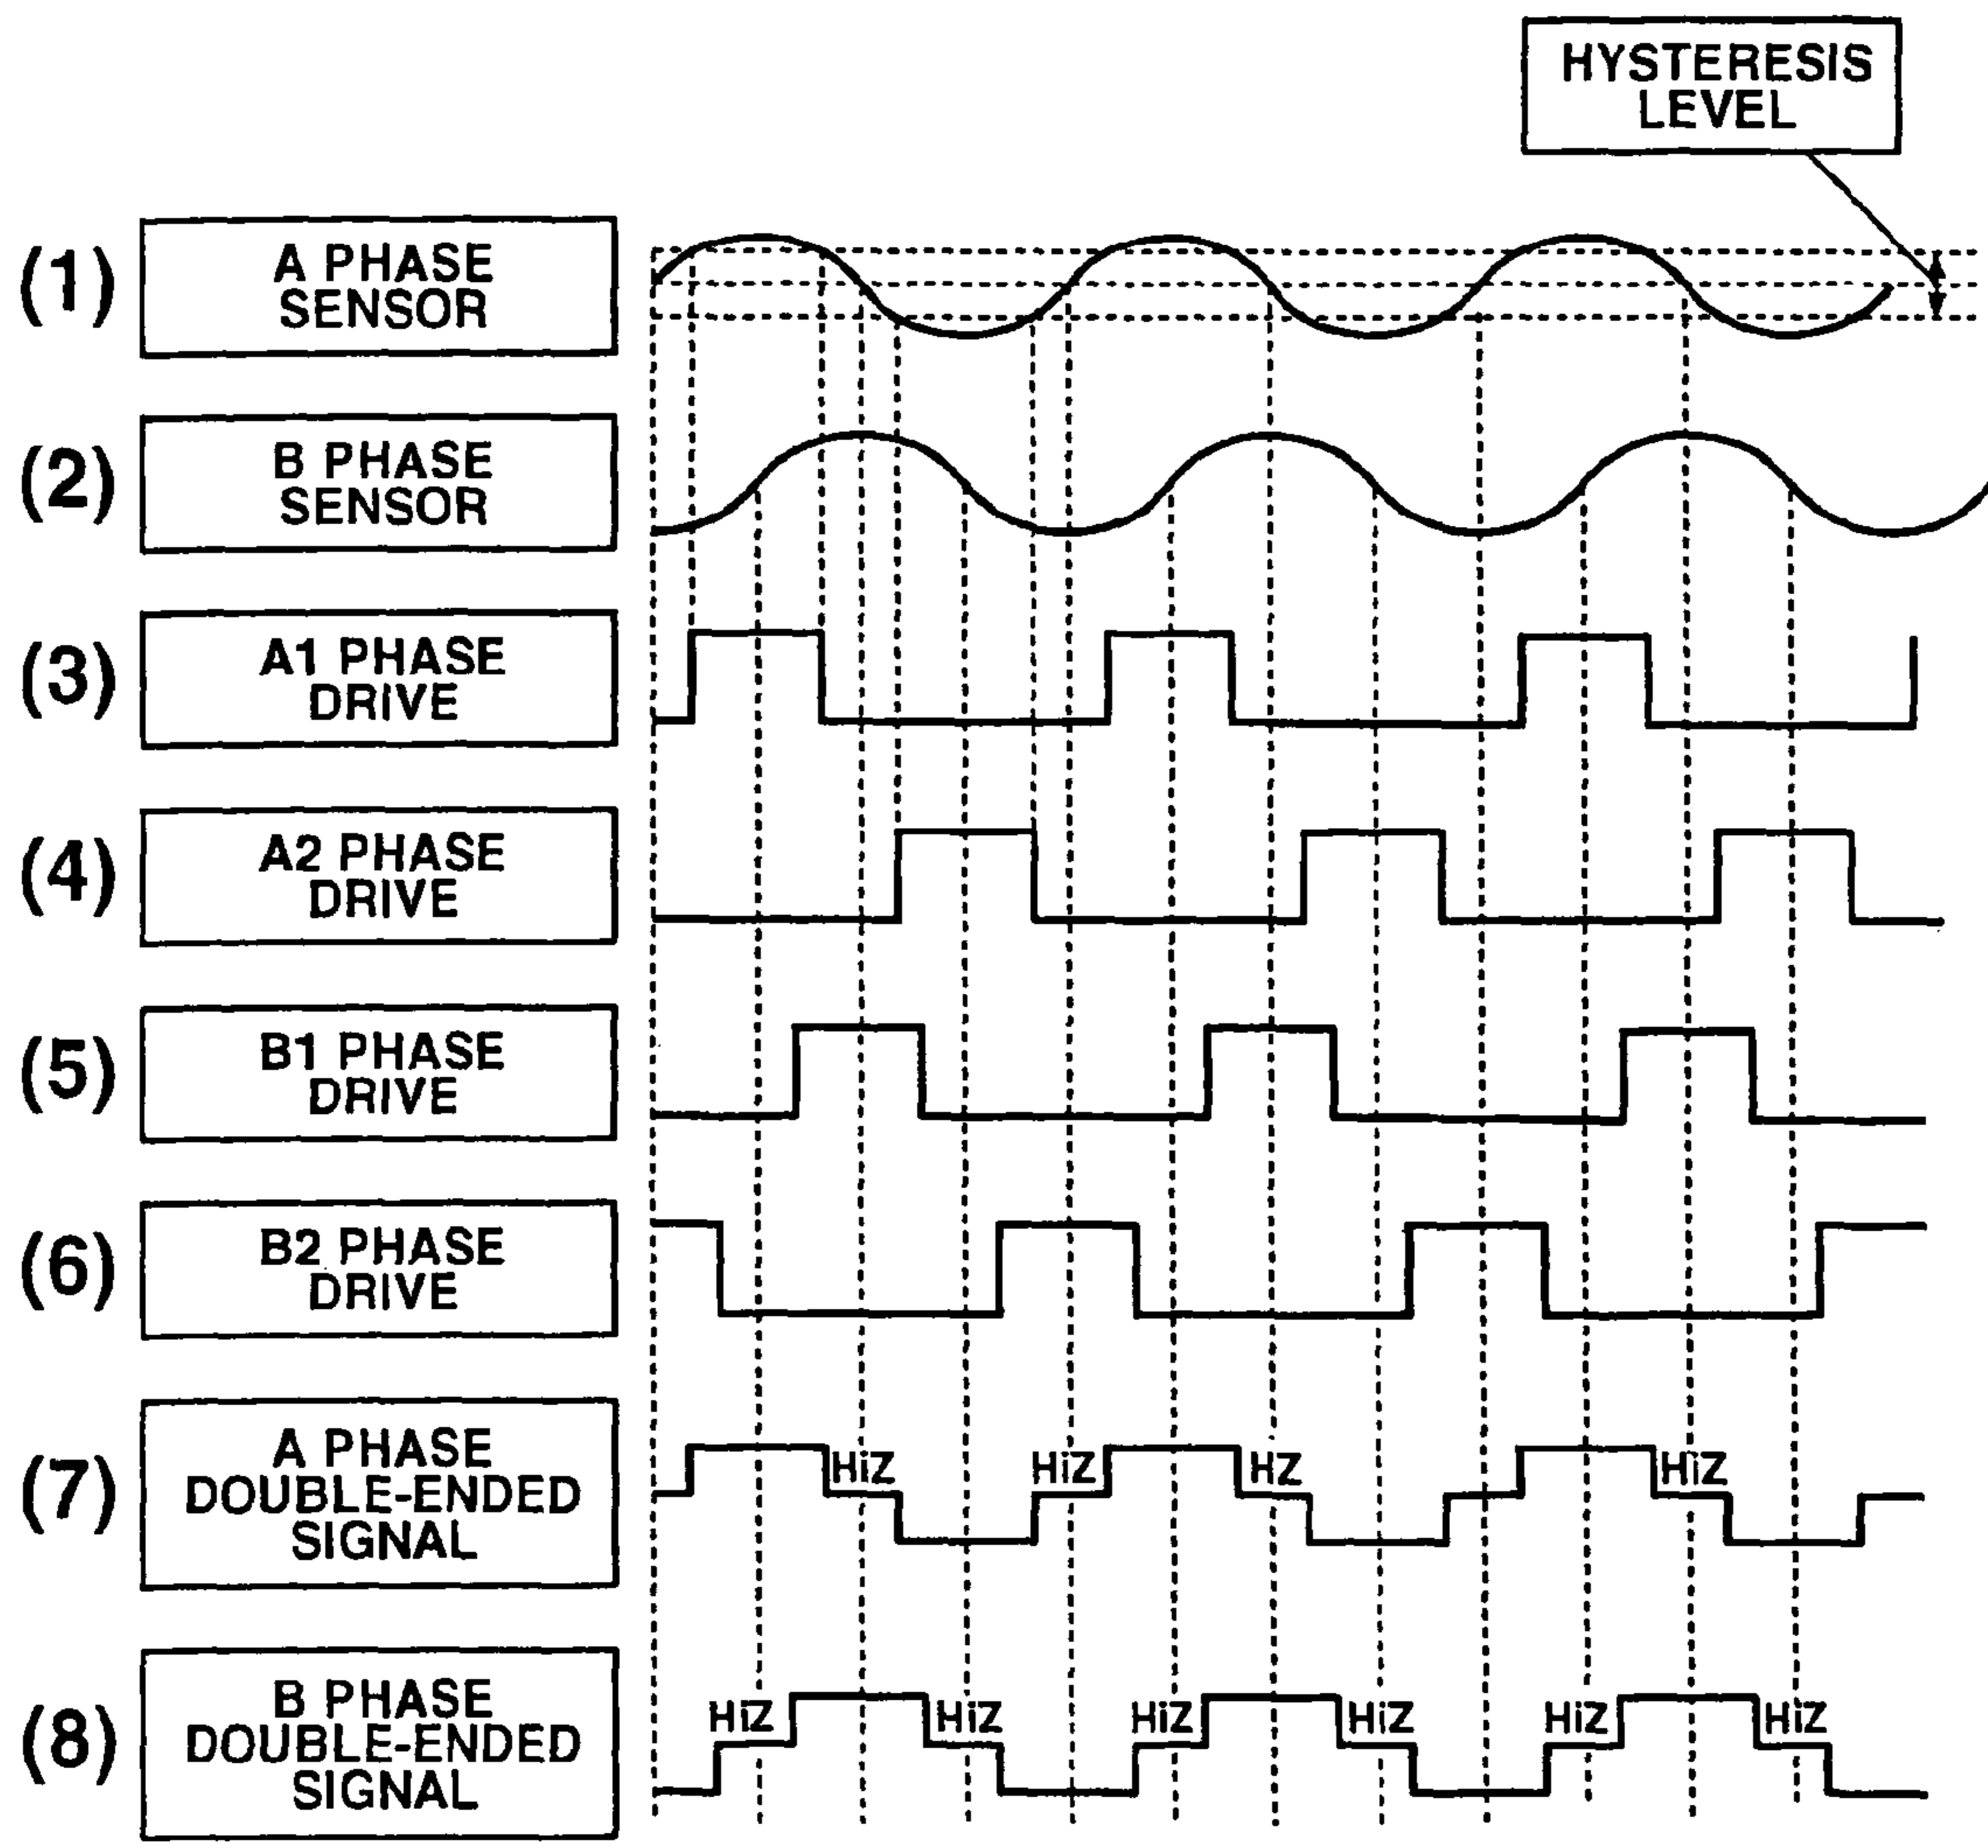 HYSTERESIS
LEVEL
(1)
A PHASE
SENSOR
(2)
B PHASE
SENSOR
(3)
A1 PHASE
DRIVE
(4)
A2 PHASE
DRIVE
(5)
B1 PHASE
DRIVE
(6)
B2 PHASE
DRIVE
(7)
A PHASE
DOUBLE-ENDED
SIGNAL
HiZ HiZ HZ HiZ
(8)
B PHASE
DOUBLE-ENDED
SIGNAL
HiZ HiZ HiZ HiZ HiZ HiZ